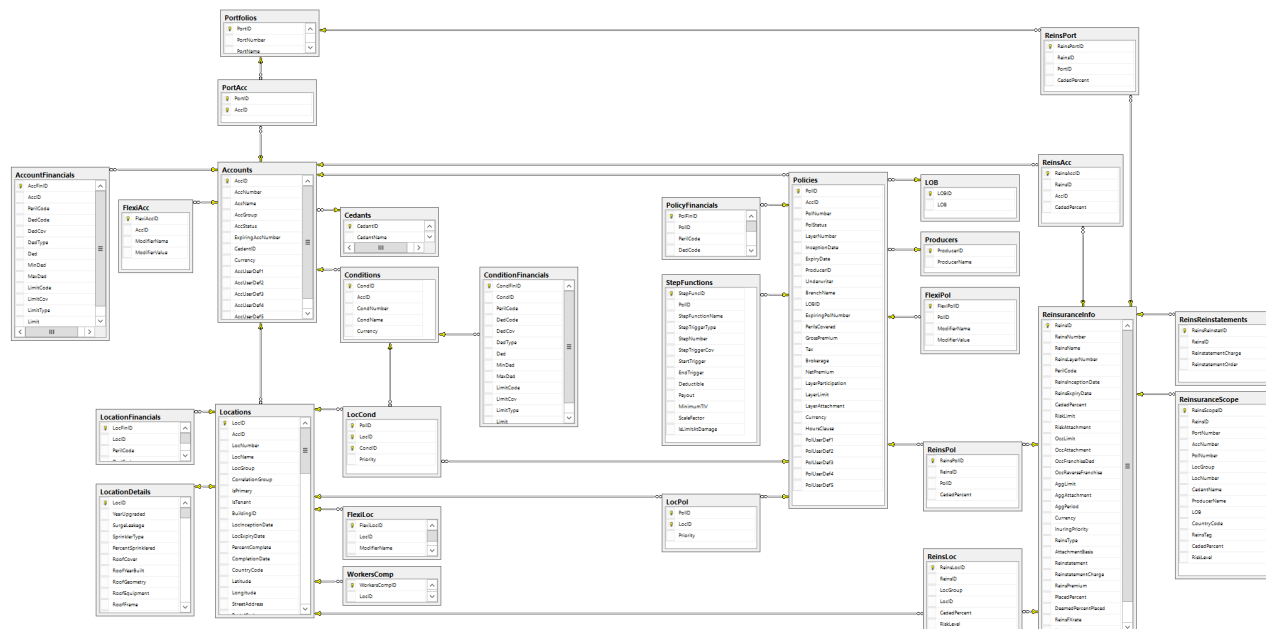 Portfolios
PortID
PortNumber
PortName
ReinsPort
ReinsPortID
ReinsID
PortID
CededPercent
PortAcc
PortID
AccID
AccountFinancials
AccFinID
AccID
PerilCode
DedCode
DedCov
DedType
Ded
MinDed
MaxDed
LimitCode
LimitCov
LimitType
Limit
FlexiAcc
FlexiAccID
AccID
ModifierName
ModifierValue
Accounts
AccID
AccNumber
AccName
AccGroup
AccStatus
ExpiringAccNumber
CedantID
Currency
AccUserDef1
AccUserDef2
AccUserDef3
AccUserDef4
AccUserDef5
Cedants
CedantID
CedantName
Conditions
CondID
AccID
CondNumber
CondName
Currency
ConditionFinancials
CondFinID
CondID
PerilCode
DedCode
DedCov
DedType
Ded
MinDed
MaxDed
LimitCode
LimitCov
LimitType
Limit
PolicyFinancials
PolFinID
PolID
PerilCode
DedCode
StepFunctions
StepFuncID
PolID
StepFunctionName
StepTriggerType
StepNumber
StepTriggerCov
StartTrigger
EndTrigger
Deductible
Payout
MinimumTIV
ScaleFactor
IsLimitAtDamage
Policies
PolID
AccID
PolNumber
PolStatus
LayerNumber
InceptionDate
ExpiryDate
ProducerID
Underwriter
BranchName
LOBID
ExpiringPolNumber
PerilsCovered
GrossPremium
Tax
Brokerage
NetPremium
LayerParticipation
LayerLimit
LayerAttachment
Currency
HoursClause
PolUserDef1
PolUserDef2
PolUserDef3
PolUserDef4
PolUserDef5
LOB
LOBID
LOB
Producers
ProducerID
ProducerName
FlexiPol
FlexiPolID
PolID
ModifierName
ModifierValue
ReinsAcc
ReinsAccID
ReinsID
AccID
CededPercent
ReinsuranceInfo
ReinsID
ReinsNumber
ReinsName
ReinsLayerNumber
PerilCode
ReinsInceptionDate
ReinsExpiryDate
CededPercent
RiskLimit
RiskAttachment
OccLimit
OccAttachment
OccFranchiseDed
OccReverseFranchise
AggLimit
AggAttachment
AggPeriod
Currency
InuringPriority
ReinsType
AttachmentBasis
Reinstatement
ReinstatementCharge
ReinsPremium
PlacedPercent
DeemedPercentPlaced
ReinsFXrate
ReinsReinstatements
ReinsReinstatID
ReinsID
ReinstatementCharge
ReinstatementOrder
ReinsuranceScope
ReinsScopeID
ReinsID
PortNumber
AccNumber
PolNumber
LocGroup
LocNumber
CedantName
ProducerName
LOB
CountryCode
ReinsTag
CededPercent
RiskLevel
LocationFinancials
LocFinID
LocID
PerilCode
LocationDetails
LocID
YearUpgraded
SurgeLeakage
SprinklerType
PercentSprinklered
RoofCover
RoofYearBuilt
RoofGeometry
RoofEquipment
RoofFrame
Locations
LocID
AccID
LocNumber
LocName
LocGroup
CorrelationGroup
IsPrimary
IsTenant
BuildingID
LocInceptionDate
LocExpiryDate
PercentComplete
CompletionDate
CountryCode
Latitude
Longitude
StreetAddress
LocCond
PolID
LocID
CondID
Priority
FlexiLoc
FlexiLocID
LocID
ModifierName
WorkersComp
WorkersCompID
LocID
LocPol
PolID
LocID
Priority
ReinsPol
ReinsPolID
ReinsID
PolID
CededPercent
ReinsLoc
ReinsLocID
ReinsID
LocGroup
LocID
CededPercent
RiskLevel